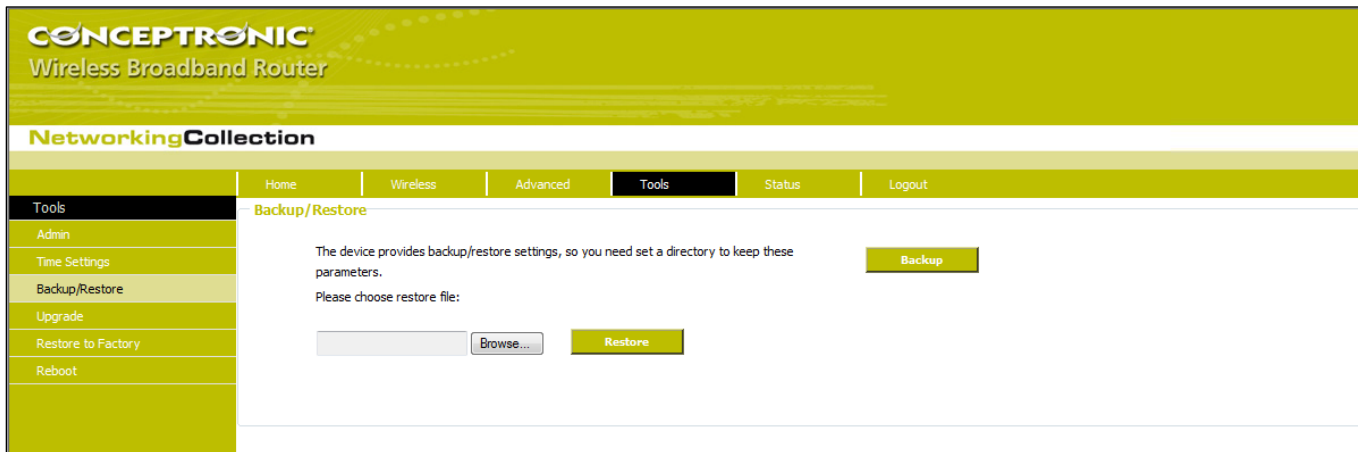 CONCEPTRONIC®
Wireless Broadband Router
NetworkingCollection
Home Wireless Advanced Tools Status Logout
Tools
Admin
Time Settings
Backup/Restore
Upgrade
Restore to Factory
Reboot
Backup/Restore
The device provides backup/restore settings, so you need set a directory to keep these
parameters.
Backup
Please choose restore file:
Browse... Restore